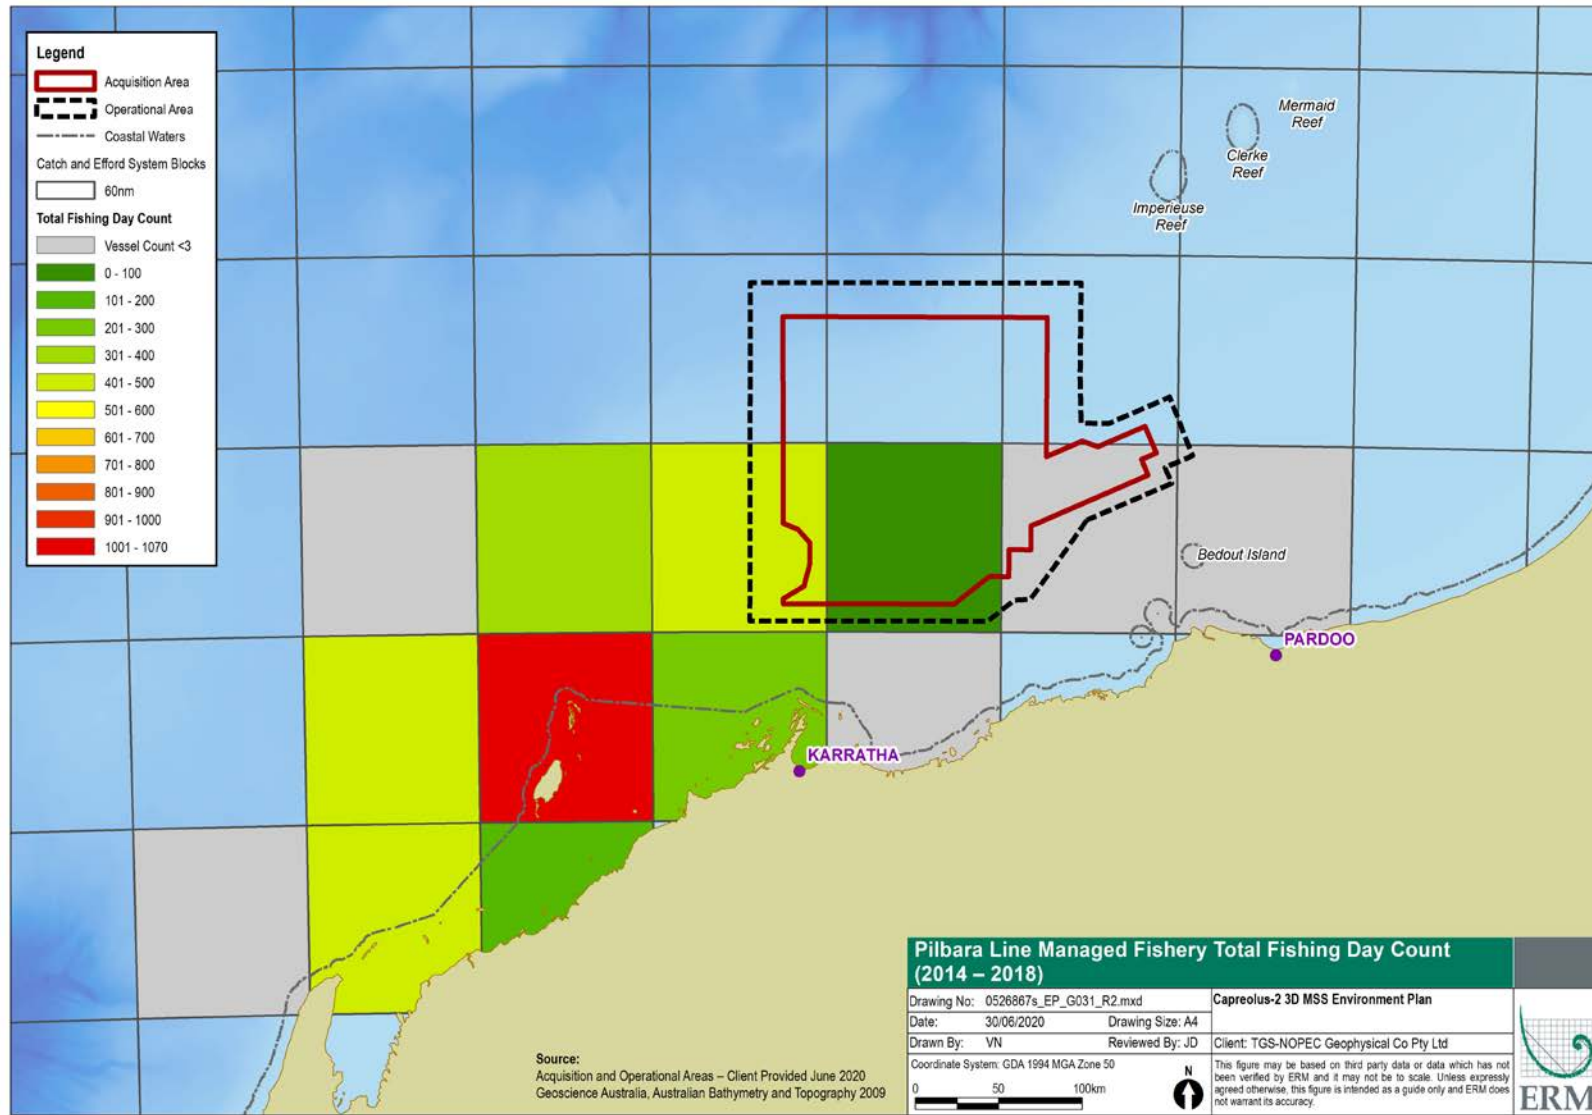 Legend
Acquisition Area
Operational Area
Coastal Waters
Catch and Efford System Blocks
60nm
Total Fishing Day Count
Vessel Count <3
0 - 100
101 - 200
201 - 300
301 - 400
401 - 500
501 - 600
601 - 700
701 - 800
801 - 900
901 - 1000
1001 - 1070
Mermaid
Reef
Clerke
Reef
Imperieuse
Reef
Bedout Island
PARDOO
KARRATHA
Source:
Acquisition and Operational Areas – Client Provided June 2020
Geoscience Australia, Australian Bathymetry and Topography 2009
Pilbara Line Managed Fishery Total Fishing Day Count
(2014 – 2018)
Drawing No: 0526867s_EP_G031_R2.mxd
Capreolus-2 3D MSS Environment Plan
Date: 30/06/2020 Drawing Size: A4
Drawn By: VN Reviewed By: JD
Client: TGS-NOPEC Geophysical Co Pty Ltd
Coordinate System: GDA 1994 MGA Zone 50
0 50 100km
N
This figure may be based on third party data or data which has not
been verified by ERM and it may not be to scale. Unless expressly
agreed otherwise, this figure is intended as a guide only and ERM does
not warrant its accuracy.
ERM